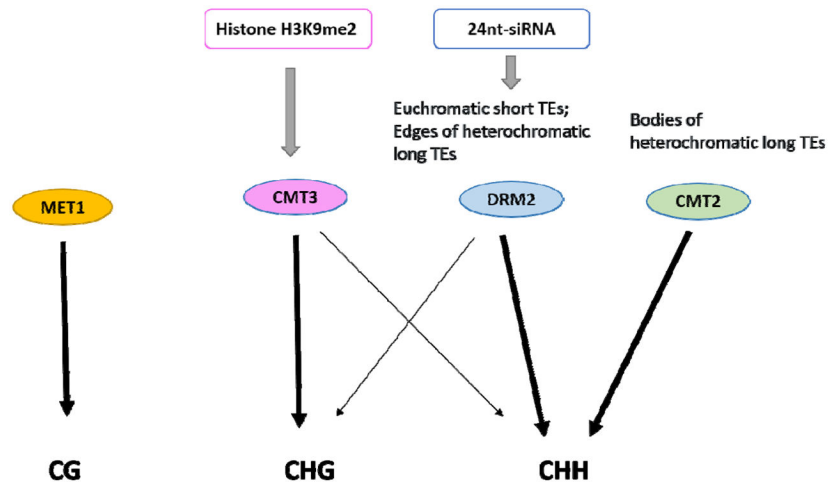 Histone H3K9me2
24nt-siRNA
Euchromatic short TEs;
Edges of heterochromatic
long TEs
Bodies of
heterochromatic long TEs
MET1
CMT3
DRM2
CMT2
CG
CHG
CHH